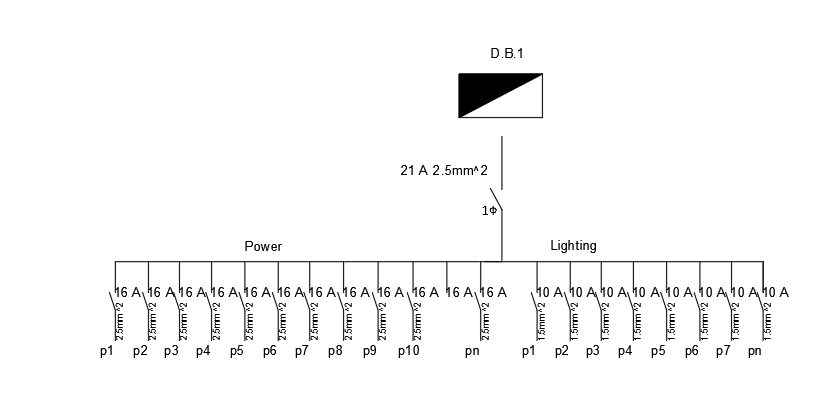 D.B.1
21 A 2.5mm^2
1Φ
Power Lighting
16 A 16 A 16 A 16 A 16 A 16 A 16 A 16 A 16 A 16 A 16 A 16 A 10 A 10 A 10 A 10 A 10 A 10 A 10 A 10 A
2.5mm^2 2.5mm^2 2.5mm^2 2.5mm^2 2.5mm^2 2.5mm^2 2.5mm^2 2.5mm^2 2.5mm^2 2.5mm^2 2.5mm^2 1.5mm^2 1.5mm^2 1.5mm^2 1.5mm^2 1.5mm^2 1.5mm^2 1.5mm^2 1.5mm^2
p1 p2 p3 p4 p5 p6 p7 p8 p9 p10 pn p1 p2 p3 p4 p5 p6 p7 pn